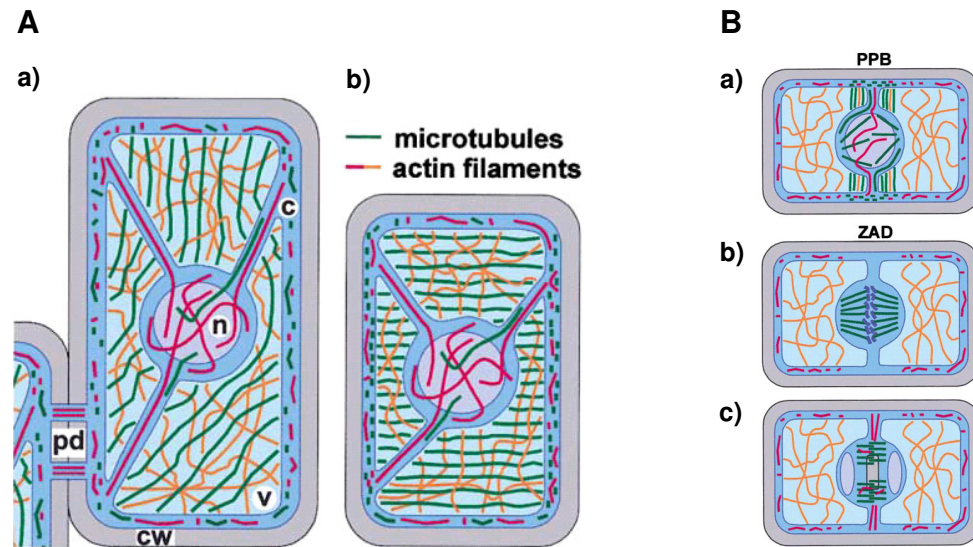 A
B
a)
b)
microtubules
actin filaments
c
n
pd
v
cw
PPB
a)
ZAD
b)
c)